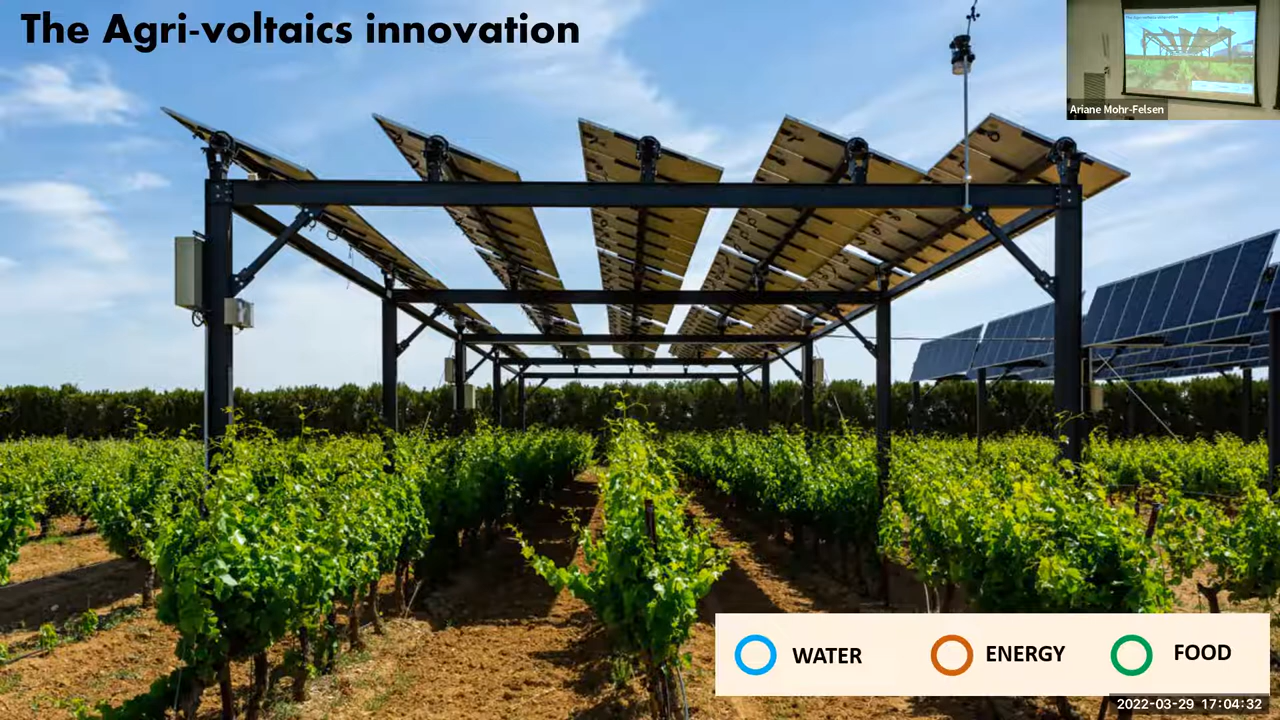 The Agri-voltaics innovation
Ariane Mohr-Felsen
WATER ENERGY FOOD
2022-03-29 17:04:32